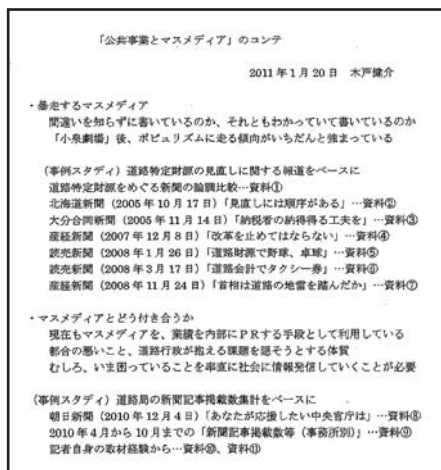 「公共事業とマスメディア」のコンテ
2011年1月20日 木戸健介
・暴走するマスメディア
間違いを知らずに書いているのか、それともわかっていて書いているのか
「小泉劇場」後、ポピュリズムに走る傾向がいちだんと強まっている
（事例スタディ）道路特定財源の見直しに関する報道をベースに
道路特定財源をめぐる新聞の論調比較…資料①
北海道新聞（2005年10月17日）「見直しには順序がある」…資料②
大分合同新聞（2005年11月14日）「納税者の納得得る工夫を」…資料③
産経新聞（2007年12月8日）「改革を止めてはならない」…資料④
読売新聞（2008年1月26日）「道路財源で野球、卓球」…資料⑤
読売新聞（2008年3月17日）「道路会計でタクシー券」…資料⑥
産経新聞（2008年11月24日）「首相は道路の地雷を踏んだか」…資料⑦
・マスメディアとどう付き合うか
現在もマスメディアを、業績を内部にPRする手段として利用している
都合の悪いこと、道路行政が抱える課題を隠そうとする体質
むしろ、いま困っていることを率直に社会に情報発信していくことが必要
（事例スタディ）道路局の新聞記事掲載数集計をベースに
朝日新聞（2010年12月4日）「あなたが応援したい中央官庁は」…資料⑧
2010年4月から10月までの「新聞記事掲載数等（事務所別）」…資料⑨
記者自身の取材経験から…資料⑩、資料⑪